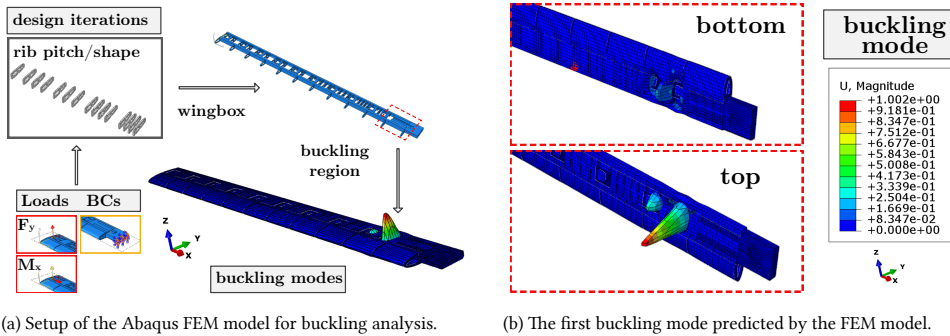 design iterations
rib pitch/shape
wingbox
buckling
region
Loads BCs
F_y
M_x
Z
Y
X
buckling modes
(a) Setup of the Abaqus FEM model for buckling analysis.
b)
bottom
top
buckling
mode
U, Magnitude
+1.002e+00
+9.181e-01
+8.347e-01
+7.512e-01
+6.677e-01
+5.843e-01
+5.008e-01
+4.173e-01
+3.339e-01
+2.504e-01
+1.669e-01
+8.347e-02
+0.000e+00
Z
Y
X
(b) The first buckling mode predicted by the FEM model.